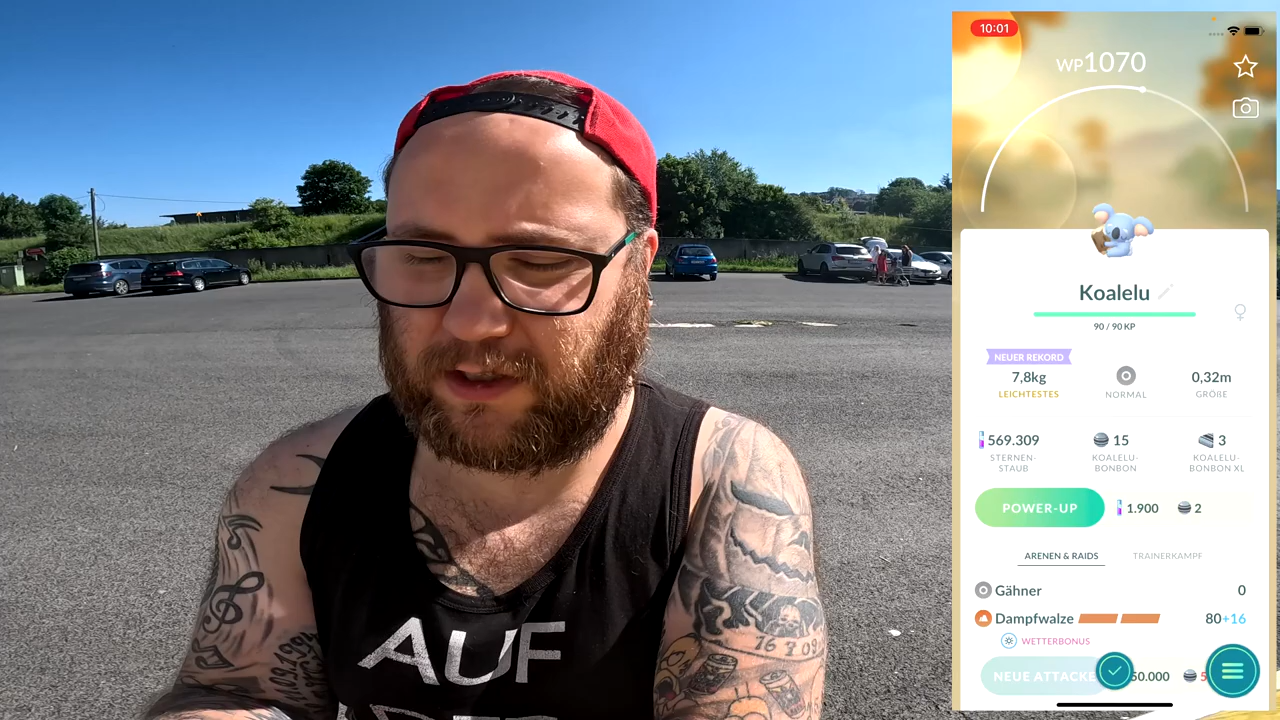 10:01
WP1070
Koalelu
90 / 90 KP
NEUER REKORD
7,8kg
LEICHTESTES
NORMAL
0,32m
GRÖßE
569.309
STERNEN-
STAUB
15
KOALELU-
BONBON
3
KOALELU-
BONBON XL
POWER-UP
1.900
2
ARENEN & RAIDS
TRAINERKAMPF
Gähner
0
Dampfwalze
80+16
WETTERBONUS
NEUE ATTACKE
50.000
AUF